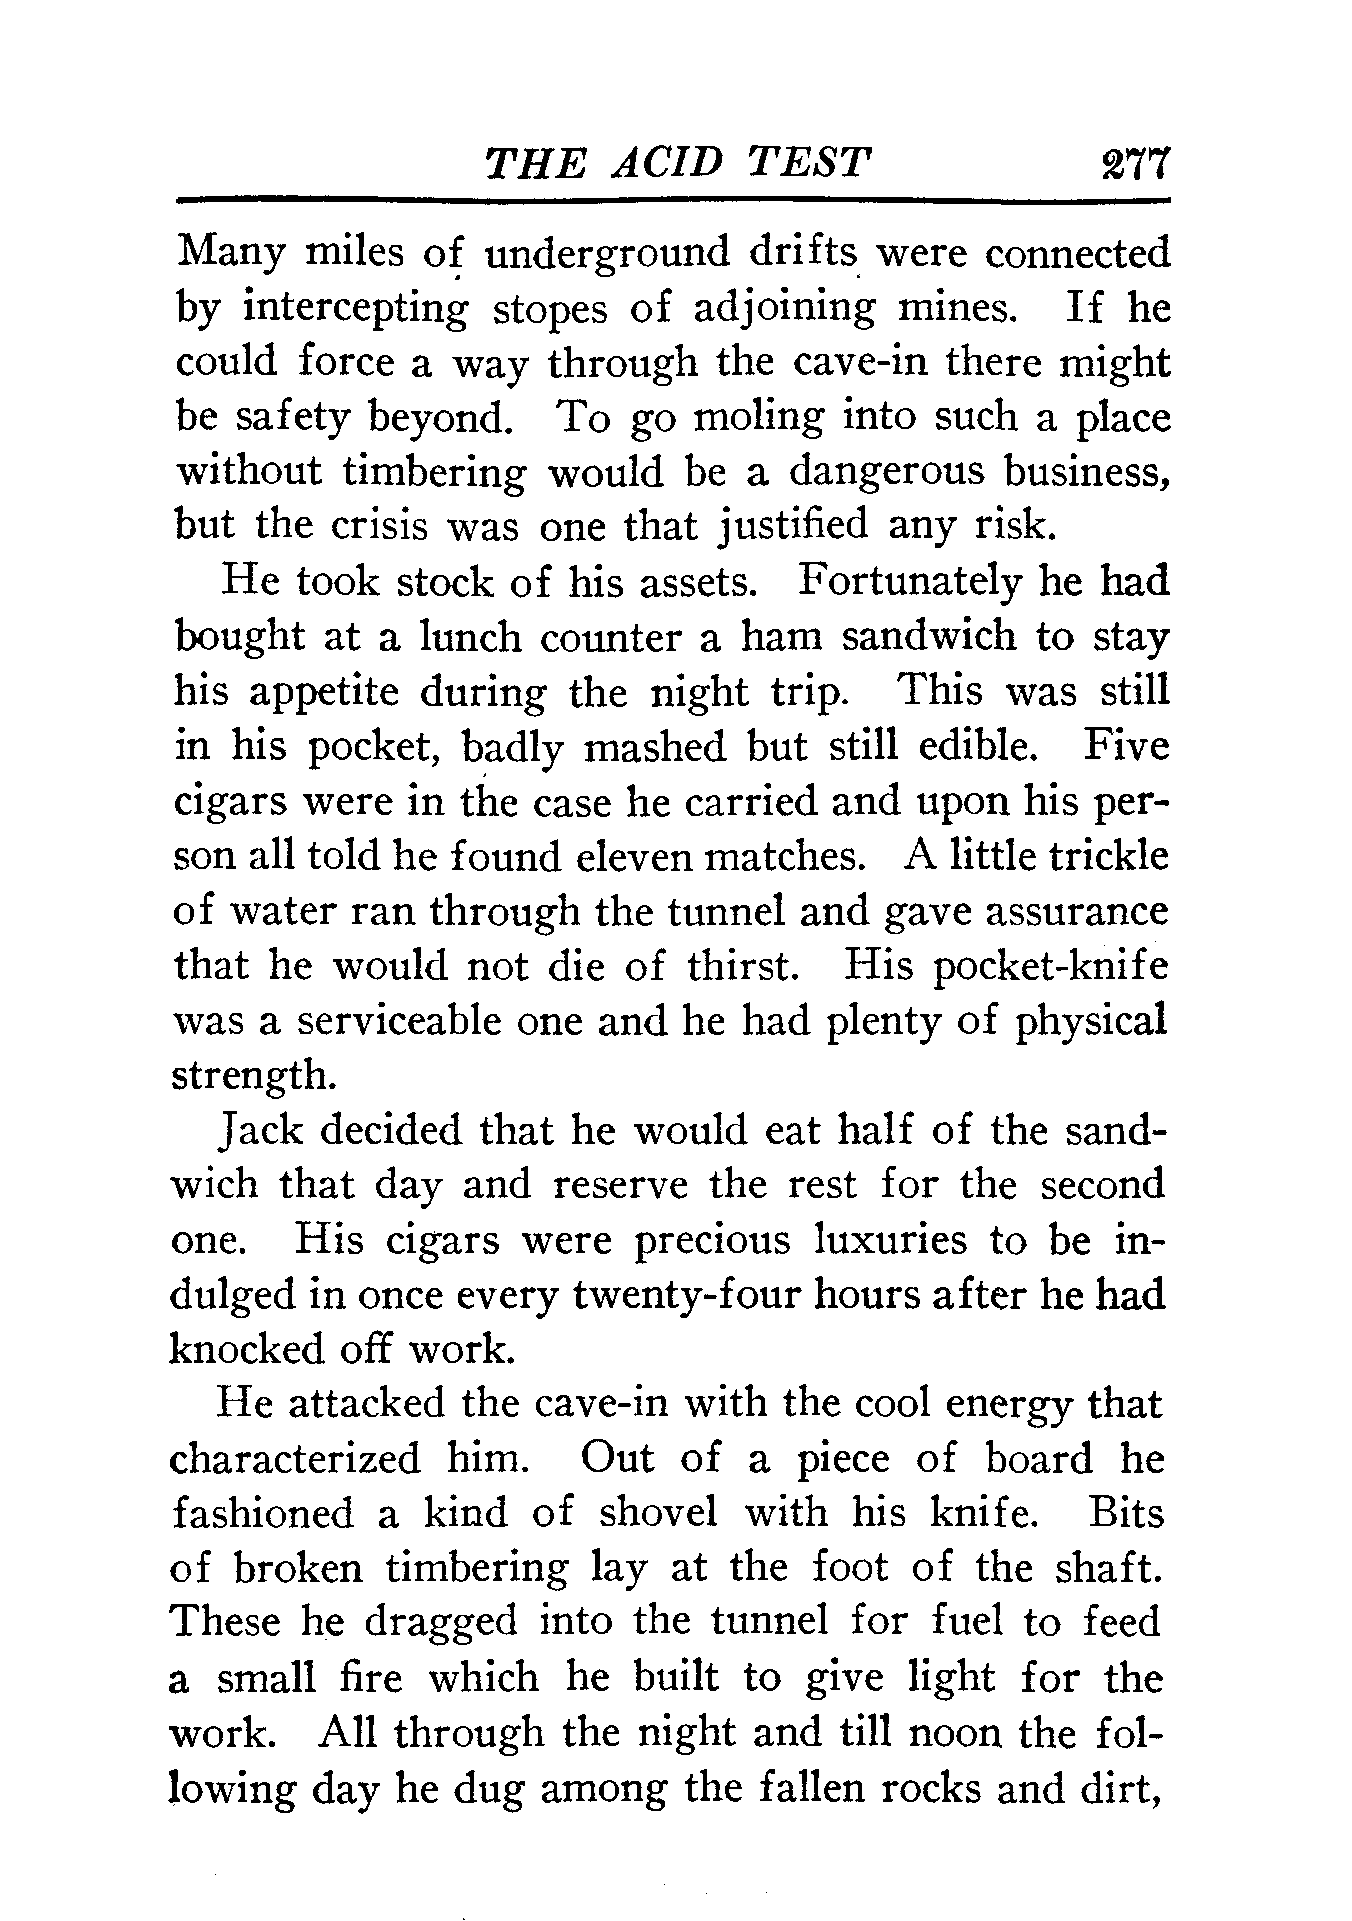 THE ACID TEST 277
Many miles of underground drifts were connected
by intercepting stopes of adjoining mines. If he
could force a way through the cave-in there might
be safety beyond. To go moling into such a place
without timbering would be a dangerous business,
but the crisis was one that justified any risk.
He took stock of his assets. Fortunately he had
bought at a lunch counter a ham sandwich to stay
his appetite during the night trip. This was still
in his pocket, badly mashed but still edible. Five
cigars were in the case he carried and upon his per-
son all told he found eleven matches. A little trickle
of water ran through the tunnel and gave assurance
that he would not die of thirst. His pocket-knife
was a serviceable one and he had plenty of physical
strength.
Jack decided that he would eat half of the sand-
wich that day and reserve the rest for the second
one. His cigars were precious luxuries to be in-
dulged in once every twenty-four hours after he had
knocked off work.
He attacked the cave-in with the cool energy that
characterized him. Out of a piece of board he
fashioned a kind of shovel with his knife. Bits
of broken timbering lay at the foot of the shaft.
These he dragged into the tunnel for fuel to feed
a small fire which he built to give light for the
work. All through the night and till noon the fol-
lowing day he dug among the fallen rocks and dirt,